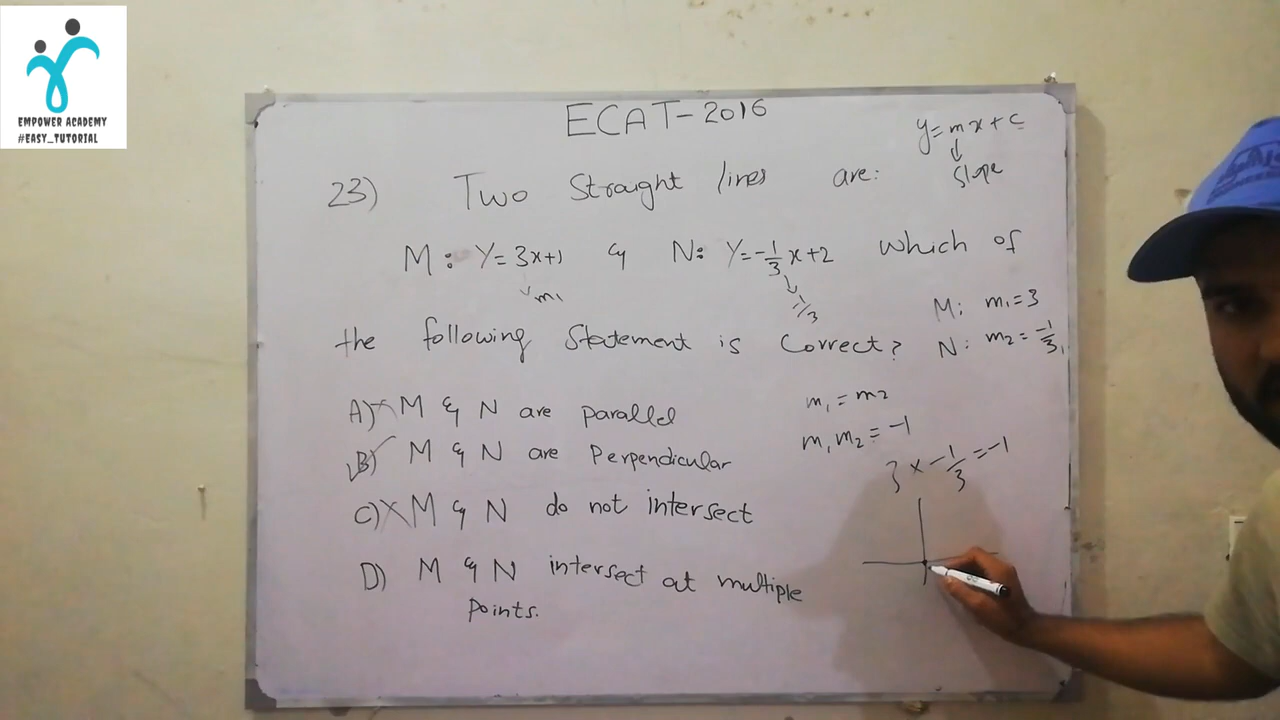 EMPOWER ACADEMY
#EASY_TUTORIAL
ECAT-2016
y=mx+c
Slope
23) Two Straight lines are:
M: Y=3x+1 & N: Y=-1/3x+2 Which of
m₁
-1/3
the following Statement is Correct?
M: m₁=3
N: m₂=-1/3
A) M & N are parallel
B) M & N are Perpendicular
C) M & N do not intersect
D) M & N intersect at multiple
Points.
m₁=m₂
m₁m₂=-1
3×-1/3=-1